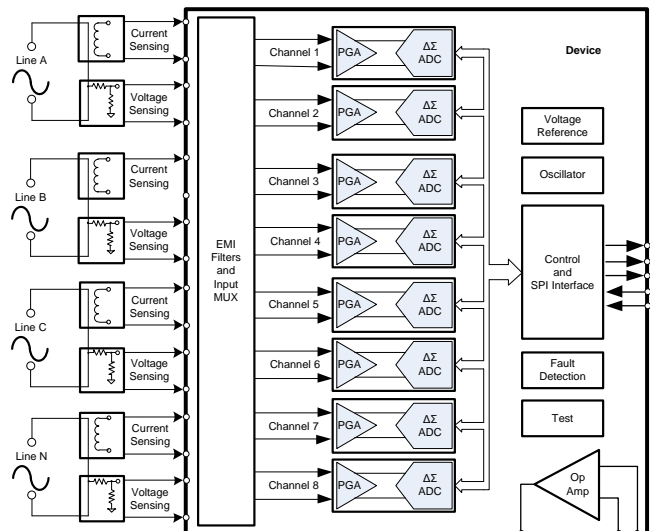 Line A
Current
Sensing
Voltage
Sensing
Line B
Current
Sensing
Voltage
Sensing
Line C
Current
Sensing
Voltage
Sensing
Line N
Current
Sensing
Voltage
Sensing
EMI
Filters
and
Input
MUX
Channel 1
PGA
ΔΣ
ADC
Channel 2
PGA
ΔΣ
ADC
Channel 3
PGA
ΔΣ
ADC
Channel 4
PGA
ΔΣ
ADC
Channel 5
PGA
ΔΣ
ADC
Channel 6
PGA
ΔΣ
ADC
Channel 7
PGA
ΔΣ
ADC
Channel 8
PGA
ΔΣ
ADC
Device
Voltage
Reference
Oscillator
Control
and
SPI Interface
Fault
Detection
Test
Op
Amp